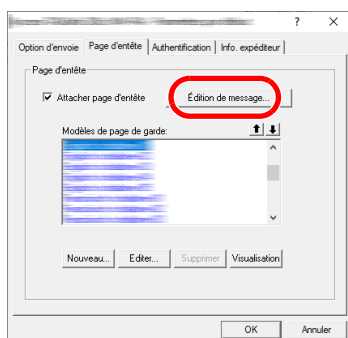 Option d'envoie Page d'entête Authentification Info. expéditeur
Page d'entête
Attacher page d'entête Édition de message...
Modèles de page de garde:
Nouveau... Editer... Supprimer Visualisation
OK Annuler